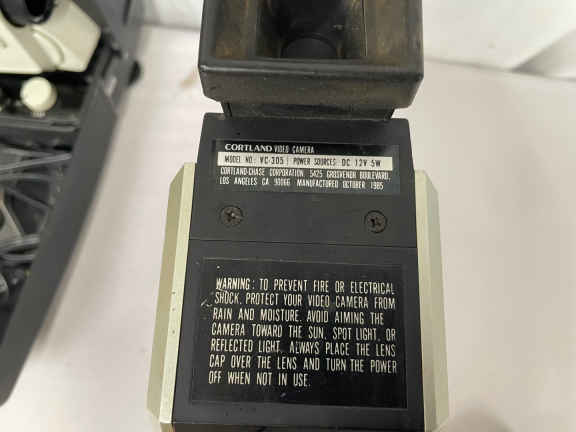 CORTLAND VIDEO CAMERA
MODEL NO: VC-305 POWER SOURCES: DC 12V 5W
CORTLAND-CHASE CORPORATION 5425 GROSVENOR BOULEVARD,
LOS ANGELES CA 90066 MANUFACTURED OCTOBER 1985
WARNING: TO PREVENT FIRE OR ELECTRICAL
SHOCK, PROTECT YOUR VIDEO CAMERA FROM
RAIN AND MOISTURE. AVOID AIMING THE
CAMERA TOWARD THE SUN, SPOT LIGHT, OR
REFLECTED LIGHT. ALWAYS PLACE THE LENS
CAP OVER THE LENS AND TURN THE POWER
OFF WHEN NOT IN USE.